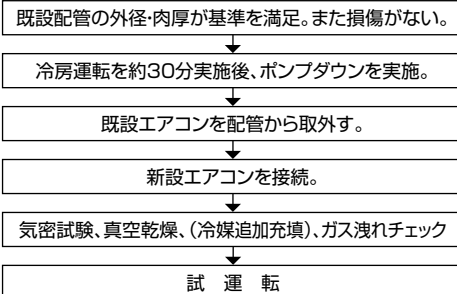 既設配管の外径・肉厚が基準を満足。また損傷がない。
冷房運転を約30分実施後、ポンプダウンを実施。
既設エアコンを配管から取外す。
新設エアコンを接続。
気密試験、真空乾燥、(冷媒追加充填)、ガス洩れチェック
試　運　転